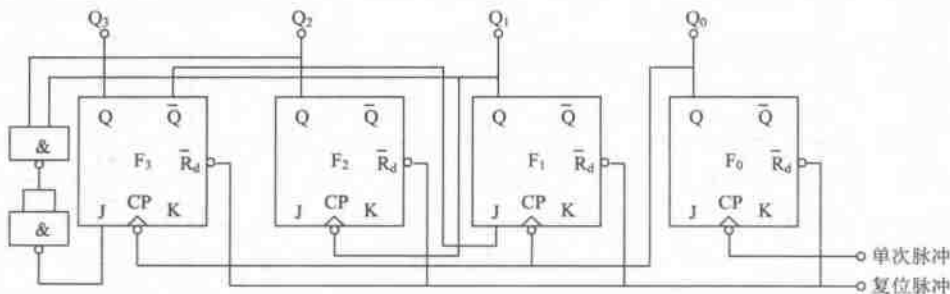 Q₃ Q₂ Q₁ Q₀
Q Q̅ Q Q̅ Q Q̅ Q Q̅
&
F₃ R̅d F₂ R̅d F₁ R̅d F₀ R̅d
J CP K J CP K J CP K J CP K
&
单次脉冲
复位脉冲